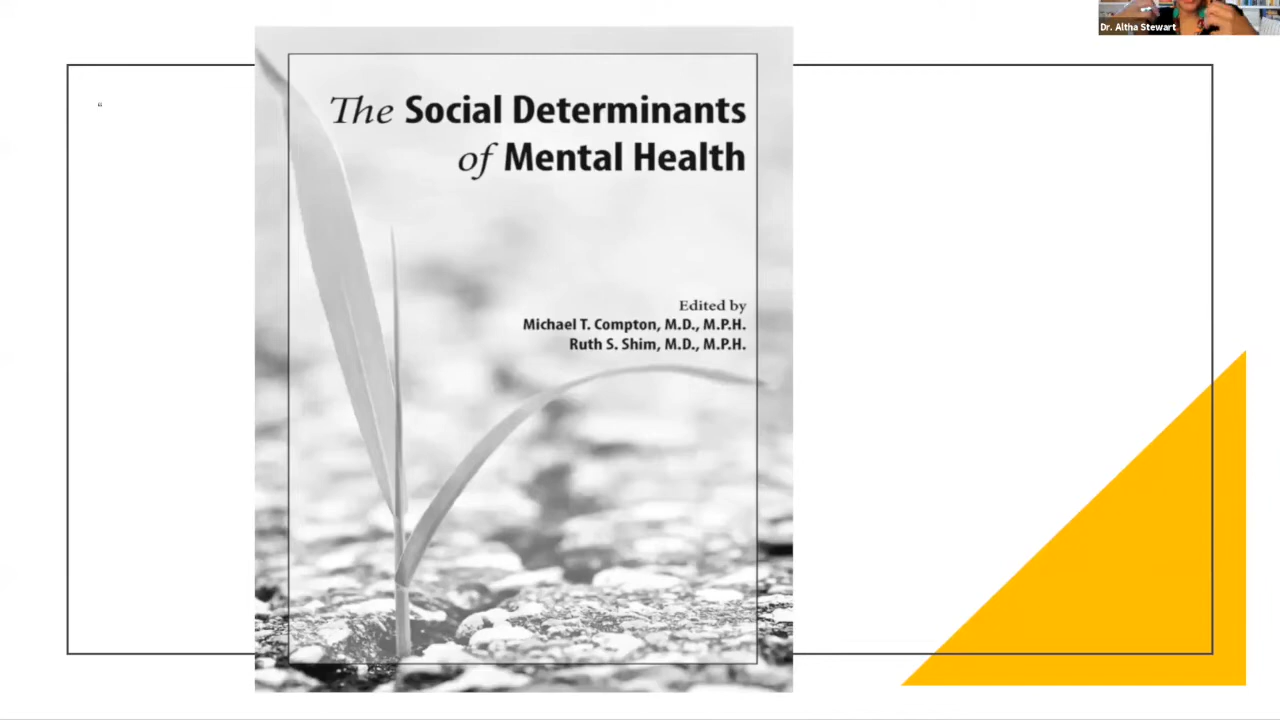 Dr. Altha Stewart
“
The Social Determinants
of Mental Health
Edited by
Michael T. Compton, M.D., M.P.H.
Ruth S. Shim, M.D., M.P.H.